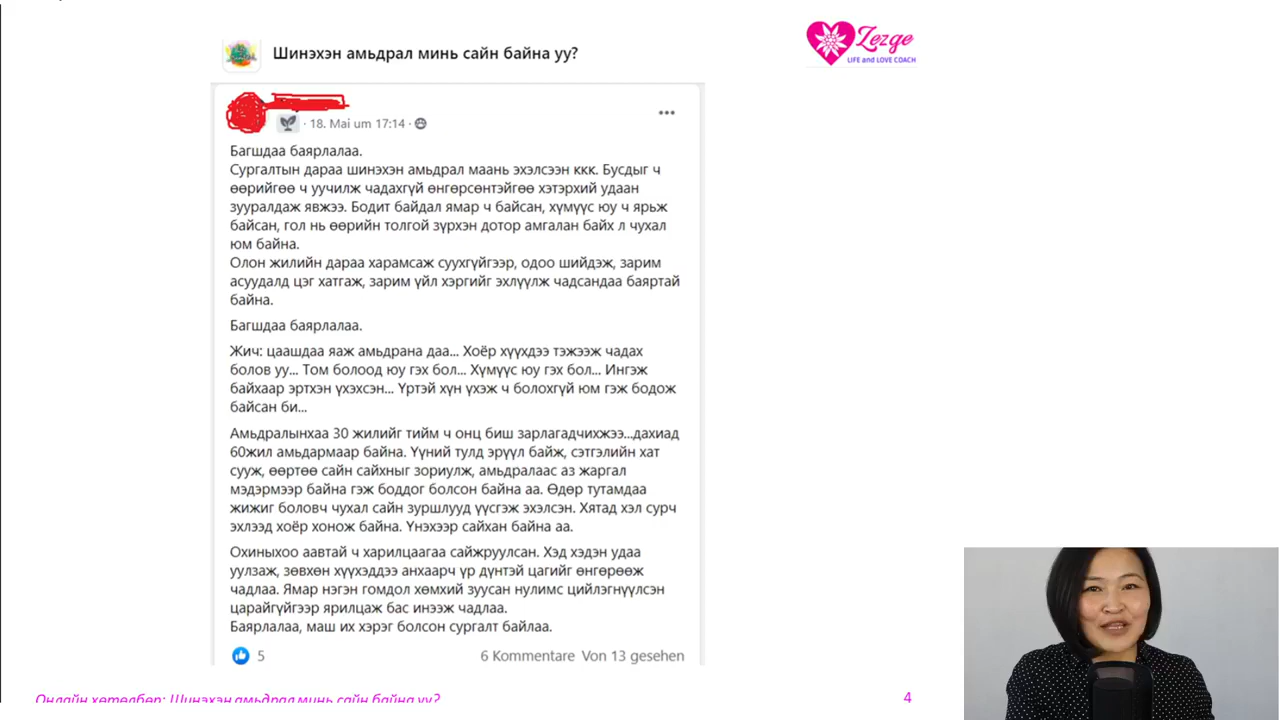 Шинэхэн амьдрал минь сайн байна уу?
Zezge
LIFE and LOVE COACH
· 18. Mai um 17:14 ·
Багшдаа баярлалаа.
Сургалтын дараа шинэхэн амьдрал маань эхэлсээн ккк. Бусдыг ч
өөрийгөө ч уучилж чадахгүй өнгөрсөнтэйгөө хэтэрхий удаан
зууралдаж явжээ. Бодит байдал ямар ч байсан, хүмүүс юу ч ярьж
байсан, гол нь өөрийн толгой зүрхэн дотор амгалан байх л чухал
юм байна.
Олон жилийн дараа харамсаж суухгүйгээр, одоо шийдэж, зарим
асуудалд цэг хатгаж, зарим үйл хэргийг эхлүүлж чадсандаа баяртай
байна.
Багшдаа баярлалаа.
Жич: цаашдаа яаж амьдрана даа... Хоёр хүүхдээ тэжээж чадах
болов уу... Том болоод юу гэх бол... Хүмүүс юу гэх бол... Ингэж
байхаар эртхэн үхэхсэн... Үртэй хүн үхэж ч болохгүй юм гэж бодож
байсан би...
Амьдралынхаа 30 жилийг тийм ч онц биш зарлагадчихжээ...дахиад
60жил амьдармаар байна. Үүний тулд эрүүл байж, сэтгэлийн хат
сууж, өөртөө сайн сайхныг зориулж, амьдралаас аз жаргал
мэдэрмээр байна гэж боддог болсон байна аа. Өдөр тутамдаа
жижиг боловч чухал сайн зуршлууд үүсгэж эхэлсэн. Хятад хэл сурч
эхлээд хоёр хонож байна. Үнэхээр сайхан байна аа.
Охиныхоо аавтай ч харилцаагаа сайжруулсан. Хэд хэдэн удаа
уулзаж, зөвхөн хүүхэддээ анхаарч үр дүнтэй цагийг өнгөрөөж
чадлаа. Ямар нэгэн гомдол хөмхий зуусан нулимс цийлэгнүүлсэн
царайгүйгээр ярилцаж бас инээж чадлаа.
Баярлалаа, маш их хэрэг болсон сургалт байлаа.
5
6 Kommentare Von 13 gesehen
Онлайн хөтөлбөр: Шинэхэн амьдрал минь сайн байна уу?
4